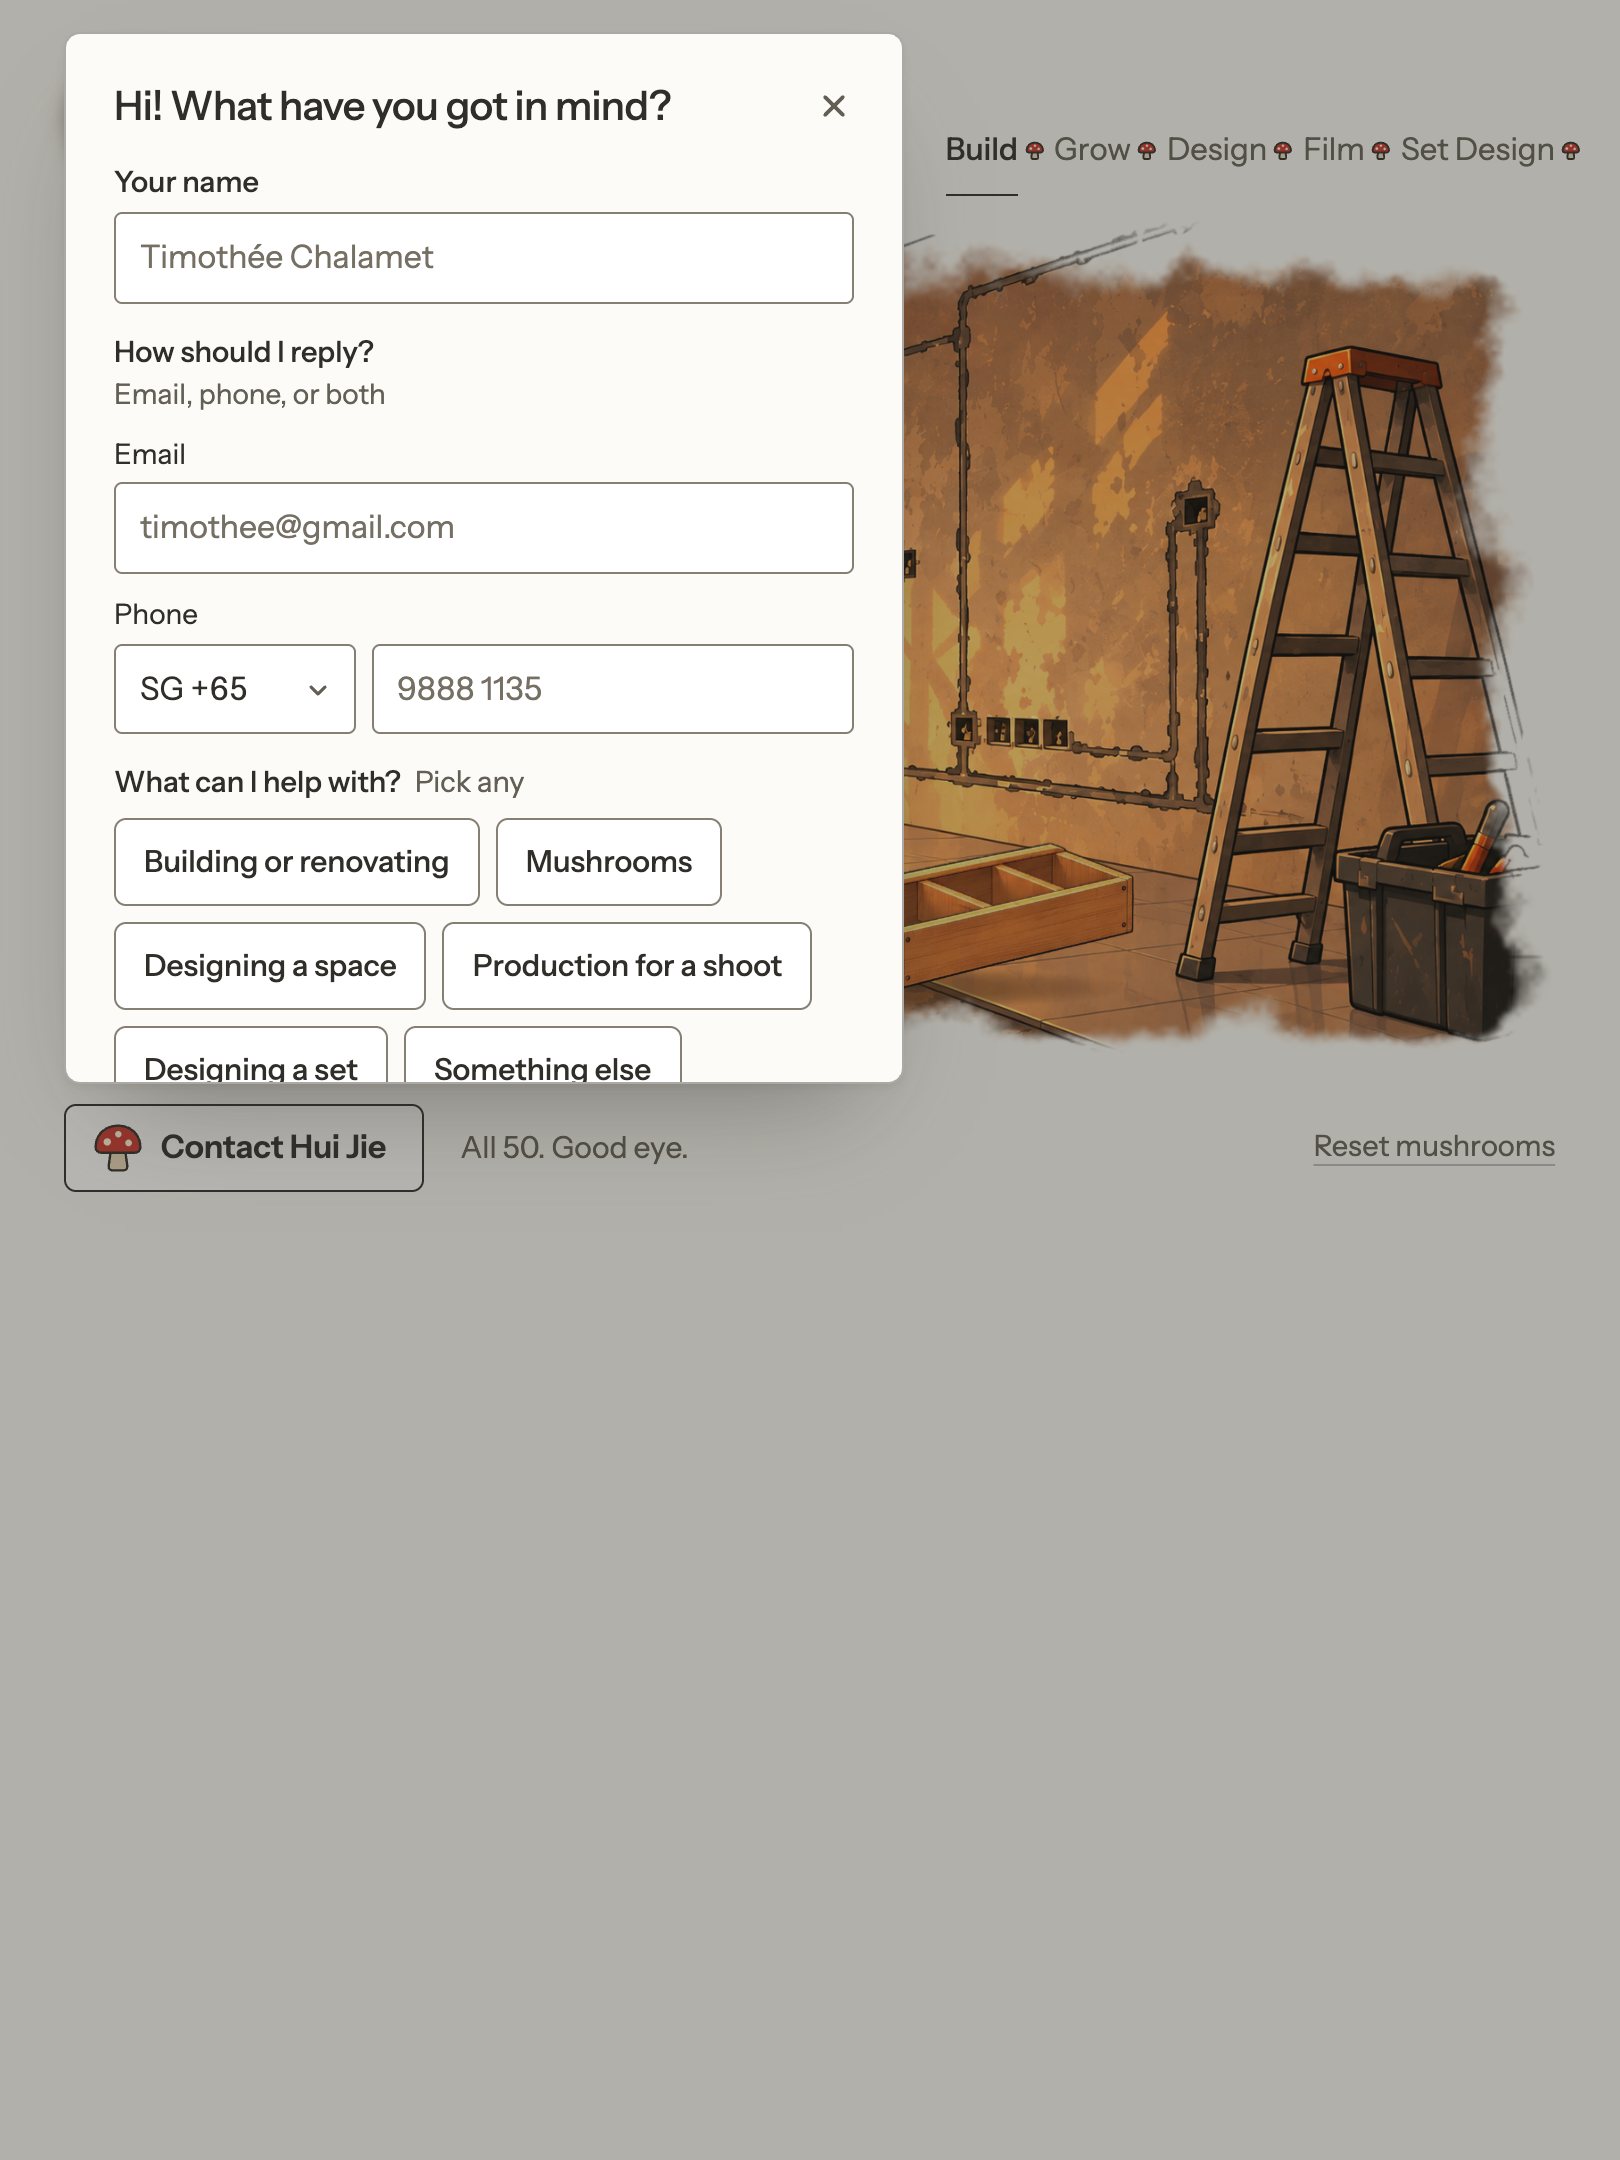 Hi! What have you got in mind?
Your name
Timothée Chalamet
How should I reply?
Email, phone, or both
Email
timothee@gmail.com
Phone
SG +65
9888 1135
What can I help with? Pick any
Building or renovating
Mushrooms
Designing a space
Production for a shoot
Designing a set
Something else
Build Grow Design Film Set Design
Contact Hui Jie
All 50. Good eye.
Reset mushrooms